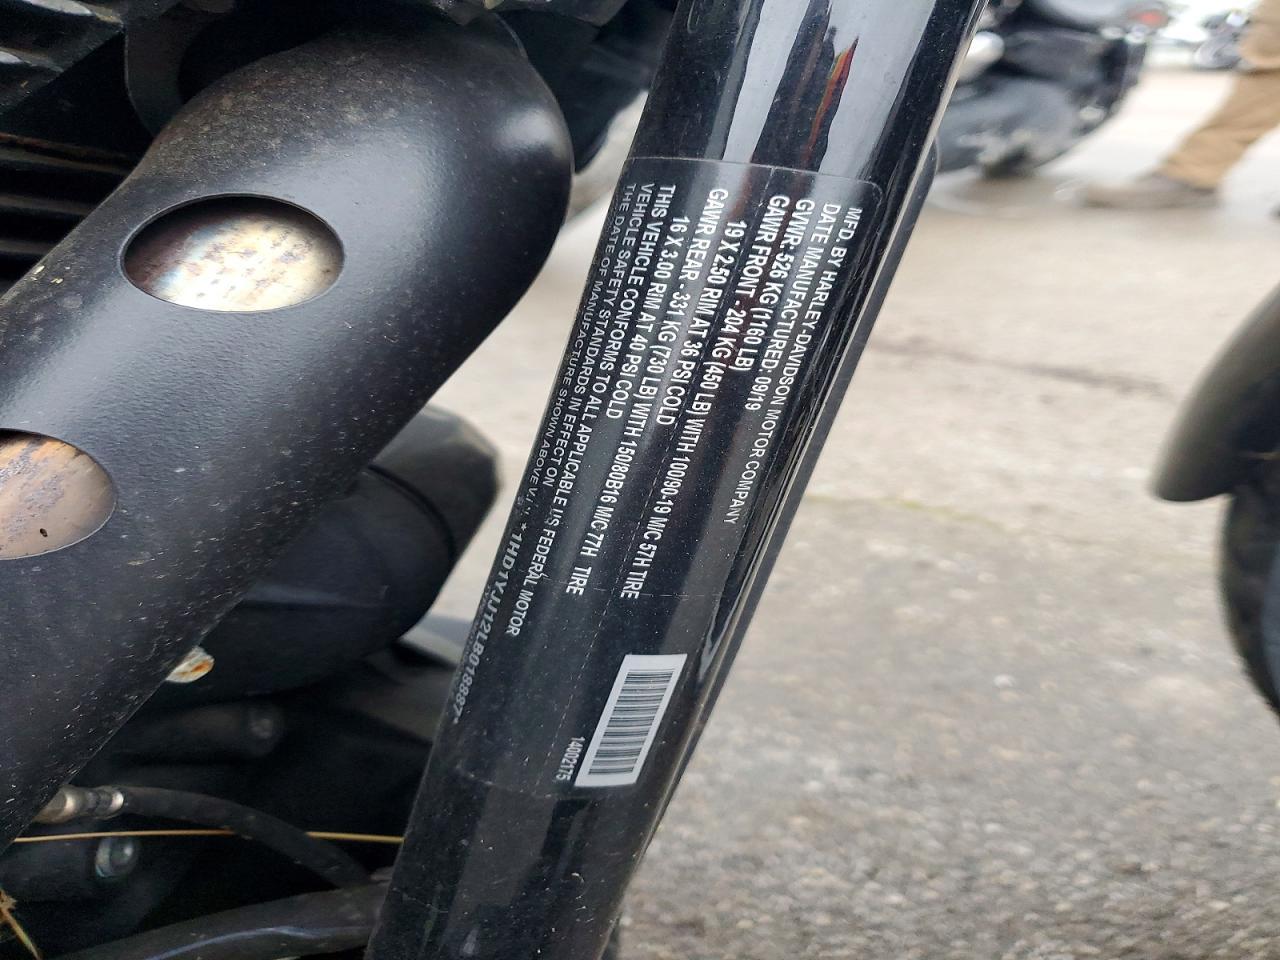 MFD. BY HARLEY-DAVIDSON MOTOR COMPANY
DATE MANUFACTURED: 09/19
GVWR: 526 KG (1160 LB)
GAWR FRONT - 204 KG (450 LB) WITH 100/90-19 M/C 57H TIRE
19 X 2.50 RIM AT 36 PSI COLD
GAWR REAR - 331 KG (730 LB) WITH 150/80B16 M/C 77H TIRE
16 X 3.00 RIM AT 40 PSI COLD
THIS VEHICLE CONFORMS TO ALL APPLICABLE US FEDERAL MOTOR
VEHICLE SAFETY STANDARDS IN EFFECT ON
THE DATE OF MANUFACTURE SHOWN ABOVE
14002175